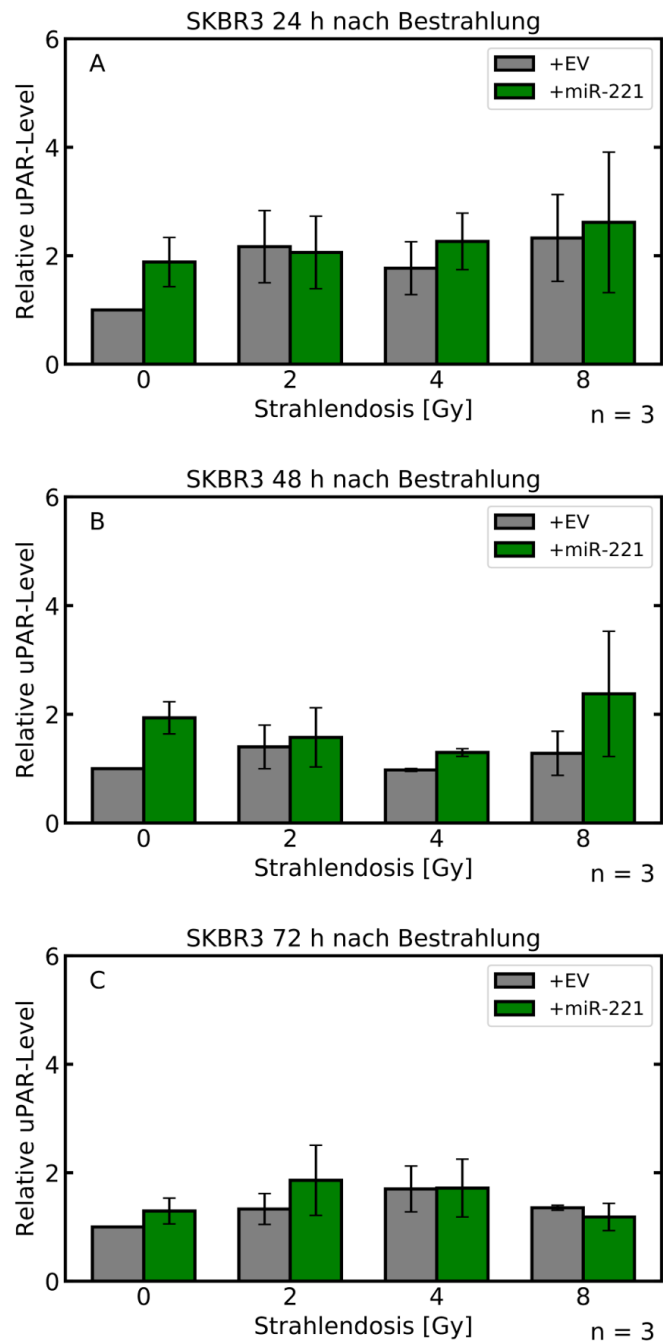 SKBR3 24 h nach Bestrahlung
6
A
+EV
+miR-221
4
2
0
Relative uPAR-Level
0 2 4 8
Strahlendosis [Gy]
n = 3
SKBR3 48 h nach Bestrahlung
6
B
+EV
+miR-221
4
2
0
Relative uPAR-Level
0 2 4 8
Strahlendosis [Gy]
n = 3
SKBR3 72 h nach Bestrahlung
6
C
+EV
+miR-221
4
2
0
Relative uPAR-Level
0 2 4 8
Strahlendosis [Gy]
n = 3